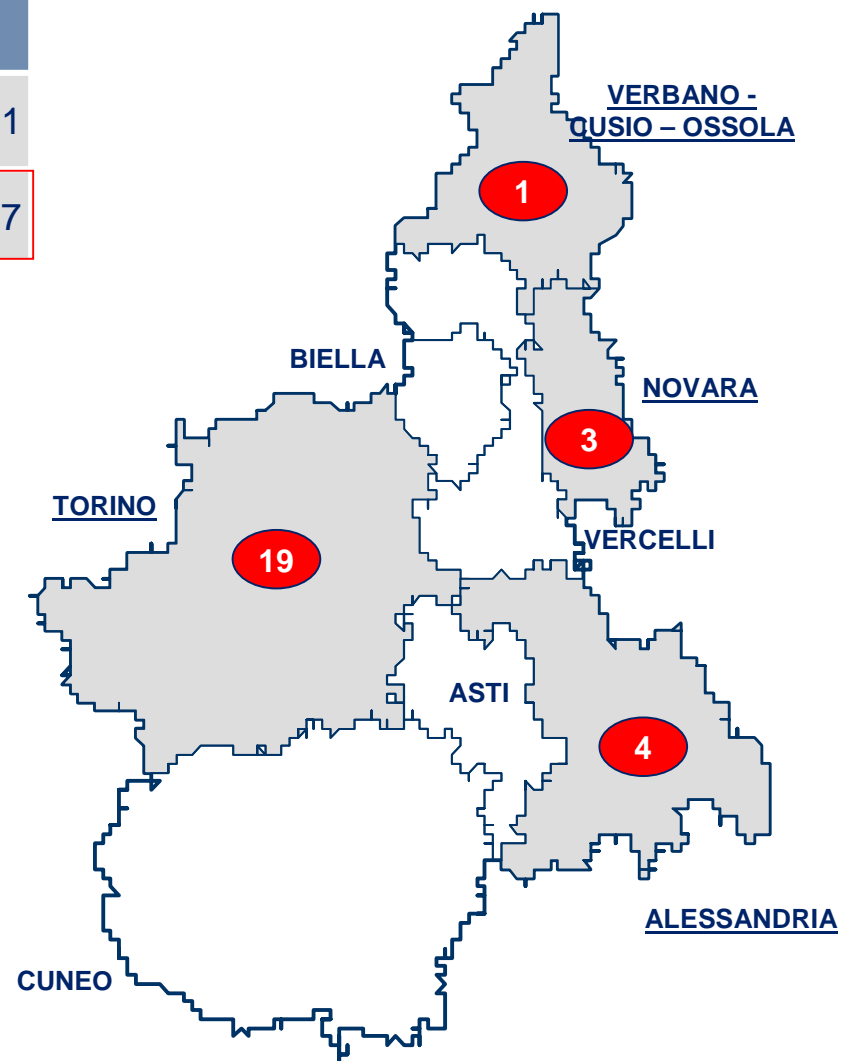 1
7
VERBANO -
CUSIO – OSSOLA
1
BIELLA
NOVARA
3
TORINO
VERCELLI
19
ASTI
4
ALESSANDRIA
CUNEO